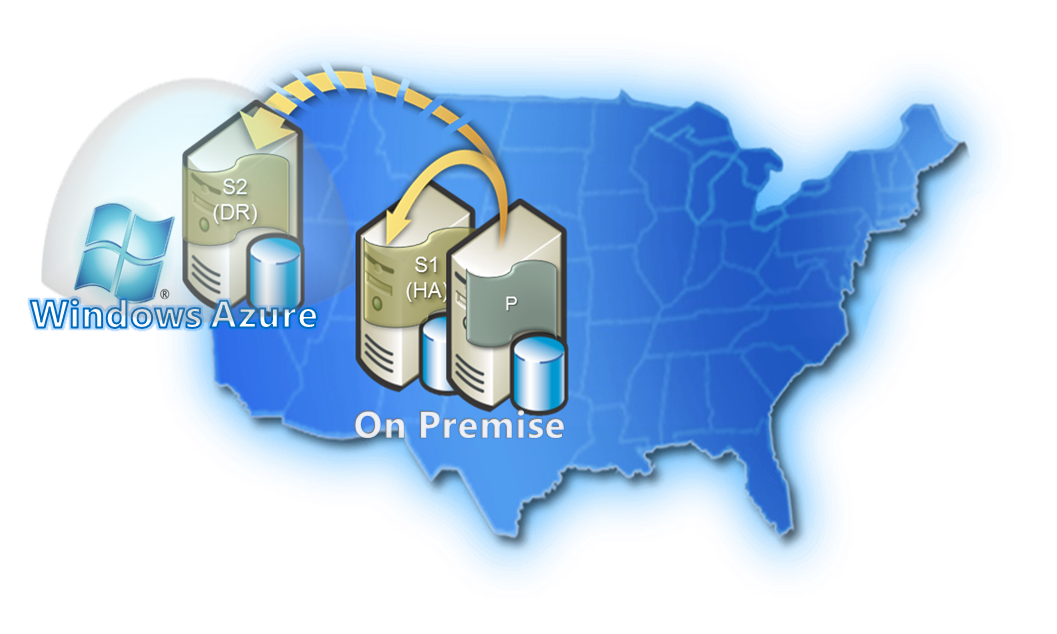 S2
(DR)
S1
(HA)
P
®
Windows Azure
On Premise